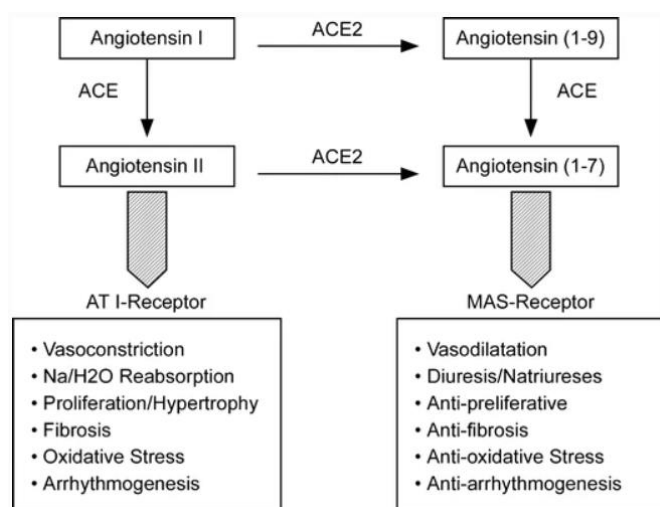 Angiotensin I
ACE2
Angiotensin (1-9)
ACE
ACE
Angiotensin II
ACE2
Angiotensin (1-7)
AT I-Receptor
MAS-Receptor
• Vasoconstriction
• Na/H2O Reabsorption
• Proliferation/Hypertrophy
• Fibrosis
• Oxidative Stress
• Arrhythmogenesis
• Vasodilatation
• Diuresis/Natriureses
• Anti-preliferative
• Anti-fibrosis
• Anti-oxidative Stress
• Anti-arrhythmogenesis